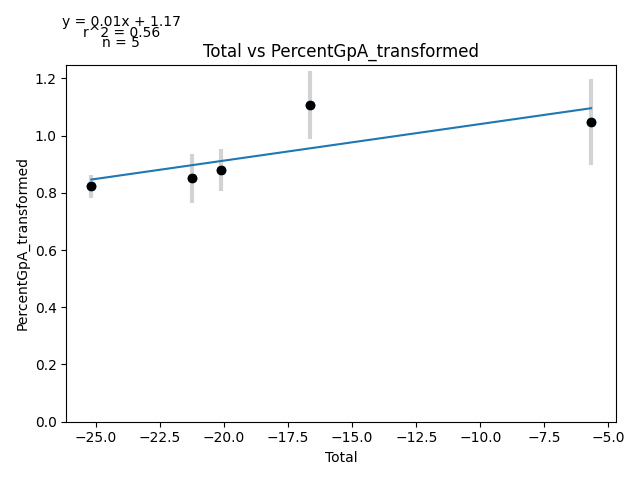 y = 0.01x + 1.17
r^2 = 0.56
n = 5
Total vs PercentGpA_transformed
1.2
1.0
0.8
0.6
0.4
0.2
0.0
PercentGpA_transformed
−25.0 −22.5 −20.0 −17.5 −15.0 −12.5 −10.0 −7.5 −5.0
Total